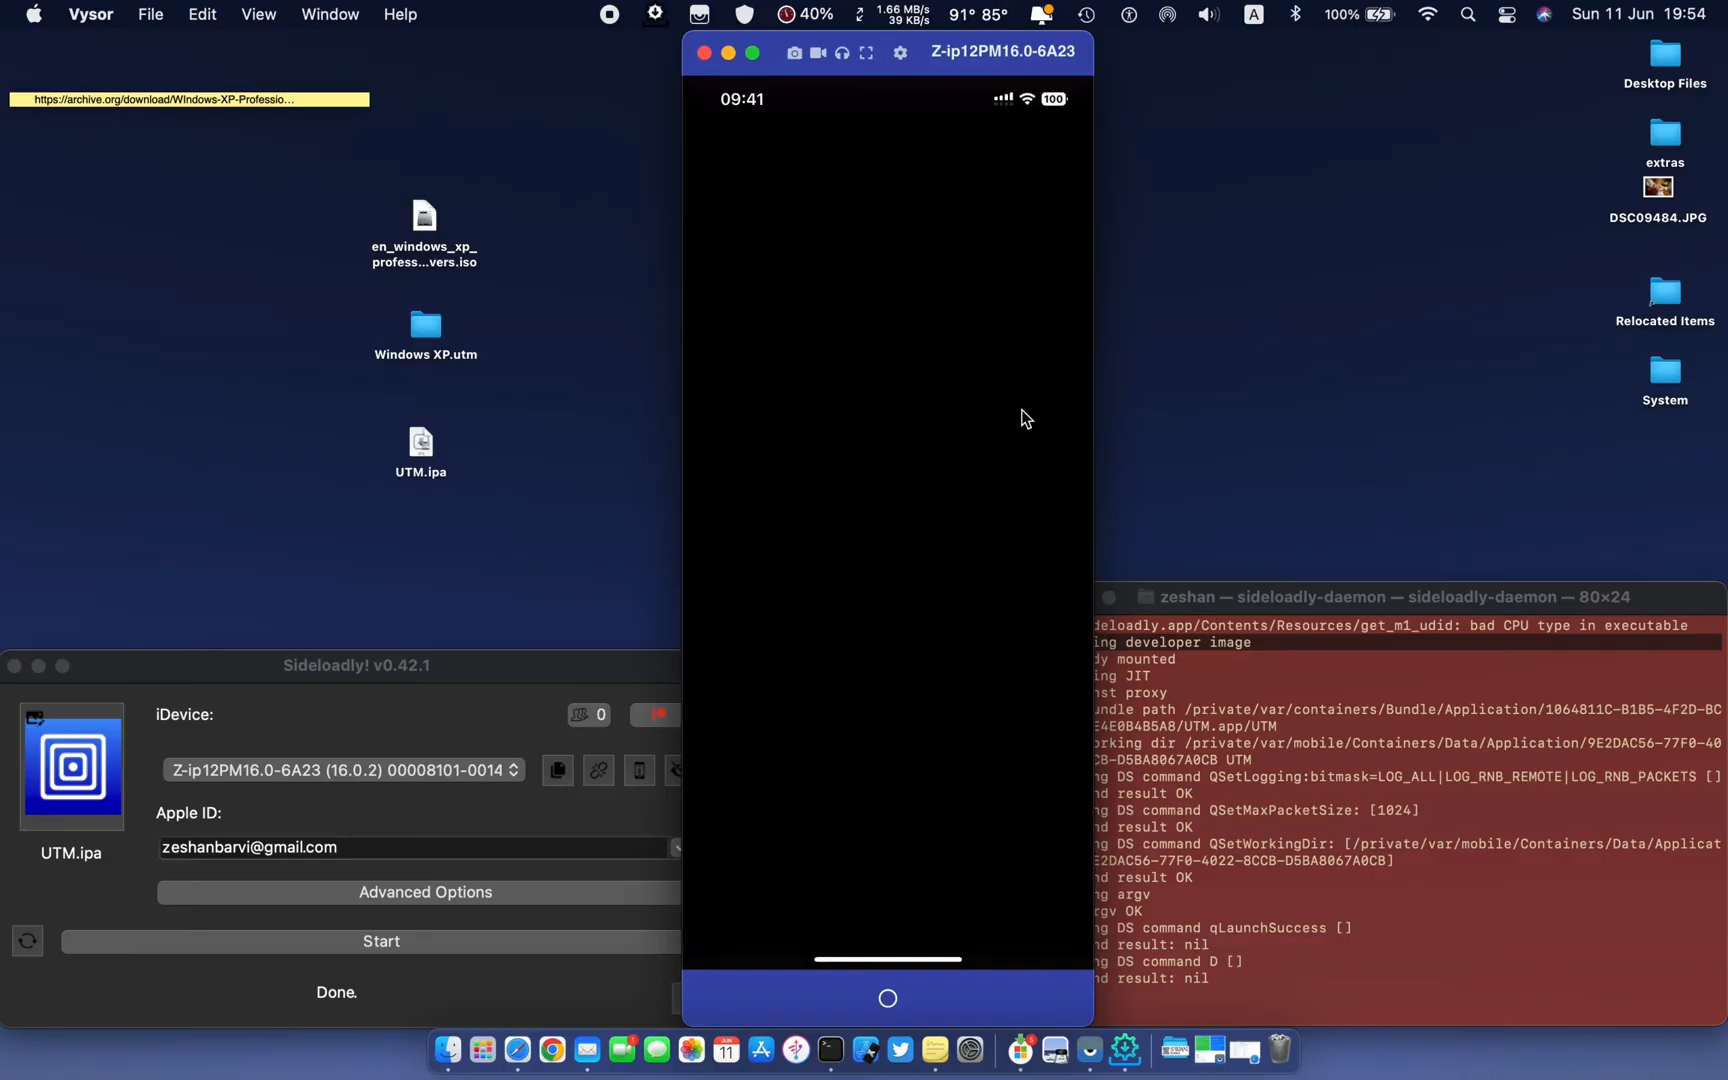 Vysor File Edit View Window Help
40% 1.66 MB/s 39 KB/s 91° 85° A 100% Sun 11 Jun 19:54
https://archive.org/download/WIndows-XP-Professio...
Z-ip12PM16.0-6A23
09:41 100
Desktop Files
extras
DSC09484.JPG
en_windows_xp_
profess...vers.iso
Relocated Items
Windows XP.utm
System
UTM.ipa
Sideloadly! v0.42.1
iDevice:
0
Z-ip12PM16.0-6A23 (16.0.2) 00008101-0014
Apple ID:
UTM.ipa
zeshanbarvi@gmail.com
Advanced Options
Start
Done.
zeshan — sideloadly-daemon — sideloadly-daemon — 80×24
deloadly.app/Contents/Resources/get_m1_udid: bad CPU type in executable
ing developer image
dy mounted
ing JIT
nst proxy
undle path /private/var/containers/Bundle/Application/1064811C-B1B5-4F2D-BC
E4E0B4B5A8/UTM.app/UTM
orking dir /private/var/mobile/Containers/Data/Application/9E2DAC56-77F0-40
CB-D5BA8067A0CB UTM
ng DS command QSetLogging:bitmask=LOG_ALL|LOG_RNB_REMOTE|LOG_RNB_PACKETS []
nd result OK
ng DS command QSetMaxPacketSize: [1024]
nd result OK
ng DS command QSetWorkingDir: [/private/var/mobile/Containers/Data/Applicat
E2DAC56-77F0-4022-8CCB-D5BA8067A0CB]
nd result OK
ng argv
rgv OK
ng DS command qLaunchSuccess []
nd result: nil
ng DS command D []
nd result: nil
1
JUN
11
5